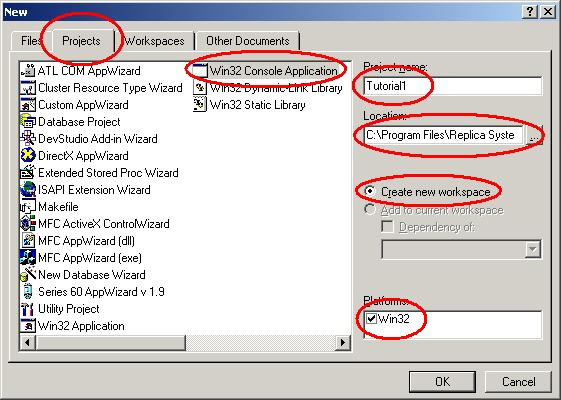 New
Files
Projects
Workspaces
Other Documents
ATL COM AppWizard
Cluster Resource Type Wizard
Custom AppWizard
Database Project
DevStudio Add-in Wizard
DirectX AppWizard
Extended Stored Proc Wizard
ISAPI Extension Wizard
Makefile
MFC ActiveX ControlWizard
MFC AppWizard (dll)
MFC AppWizard (exe)
New Database Wizard
Series 60 AppWizard v 1.9
Utility Project
Win32 Application
Win32 Console Application
Win32 Dynamic-Link Library
Win32 Static Library
Project name:
Tutorial1
Location:
C:\Program Files\Replica Syste
...
Create new workspace
Add to current workspace
Dependency of:
Platforms:
Win32
OK
Cancel